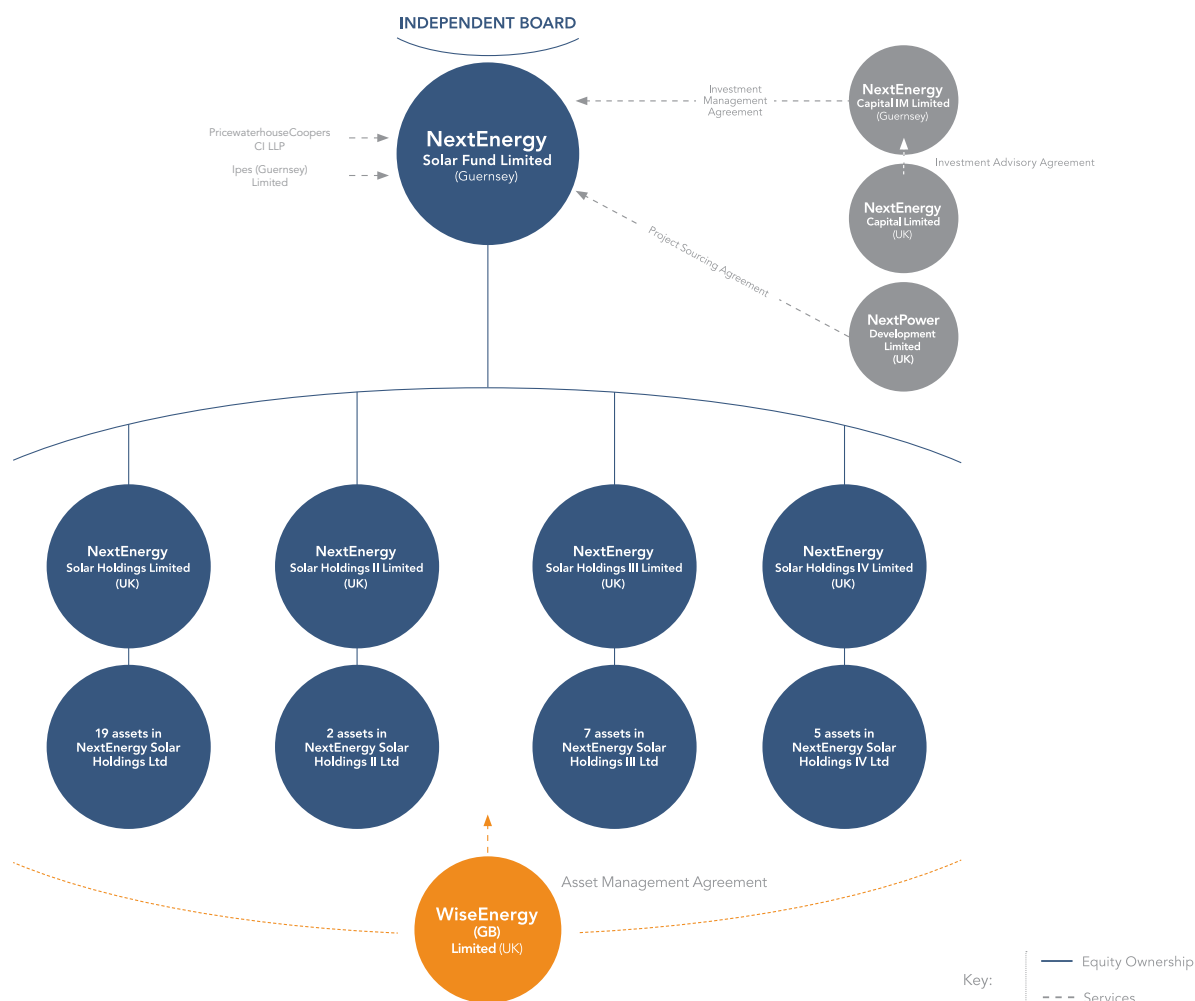 INDEPENDENT BOARD
NextEnergy
Solar Fund Limited
(Guernsey)
PricewaterhouseCoopers
CI LLP
Ipes (Guernsey)
Limited
Investment
Management
Agreement
NextEnergy
Capital IM Limited
(Guernsey)
Investment Advisory Agreement
NextEnergy
Capital Limited
(UK)
Project Sourcing Agreement
NextPower
Development
Limited
(UK)
NextEnergy
Solar Holdings Limited
(UK)
NextEnergy
Solar Holdings II Limited
(UK)
NextEnergy
Solar Holdings III Limited
(UK)
NextEnergy
Solar Holdings IV Limited
(UK)
19 assets in
NextEnergy Solar
Holdings Ltd
2 assets in
NextEnergy Solar
Holdings II Ltd
7 assets in
NextEnergy Solar
Holdings III Ltd
5 assets in
NextEnergy Solar
Holdings IV Ltd
Asset Management Agreement
WiseEnergy
(GB)
Limited (UK)
Key:
Equity Ownership
Services